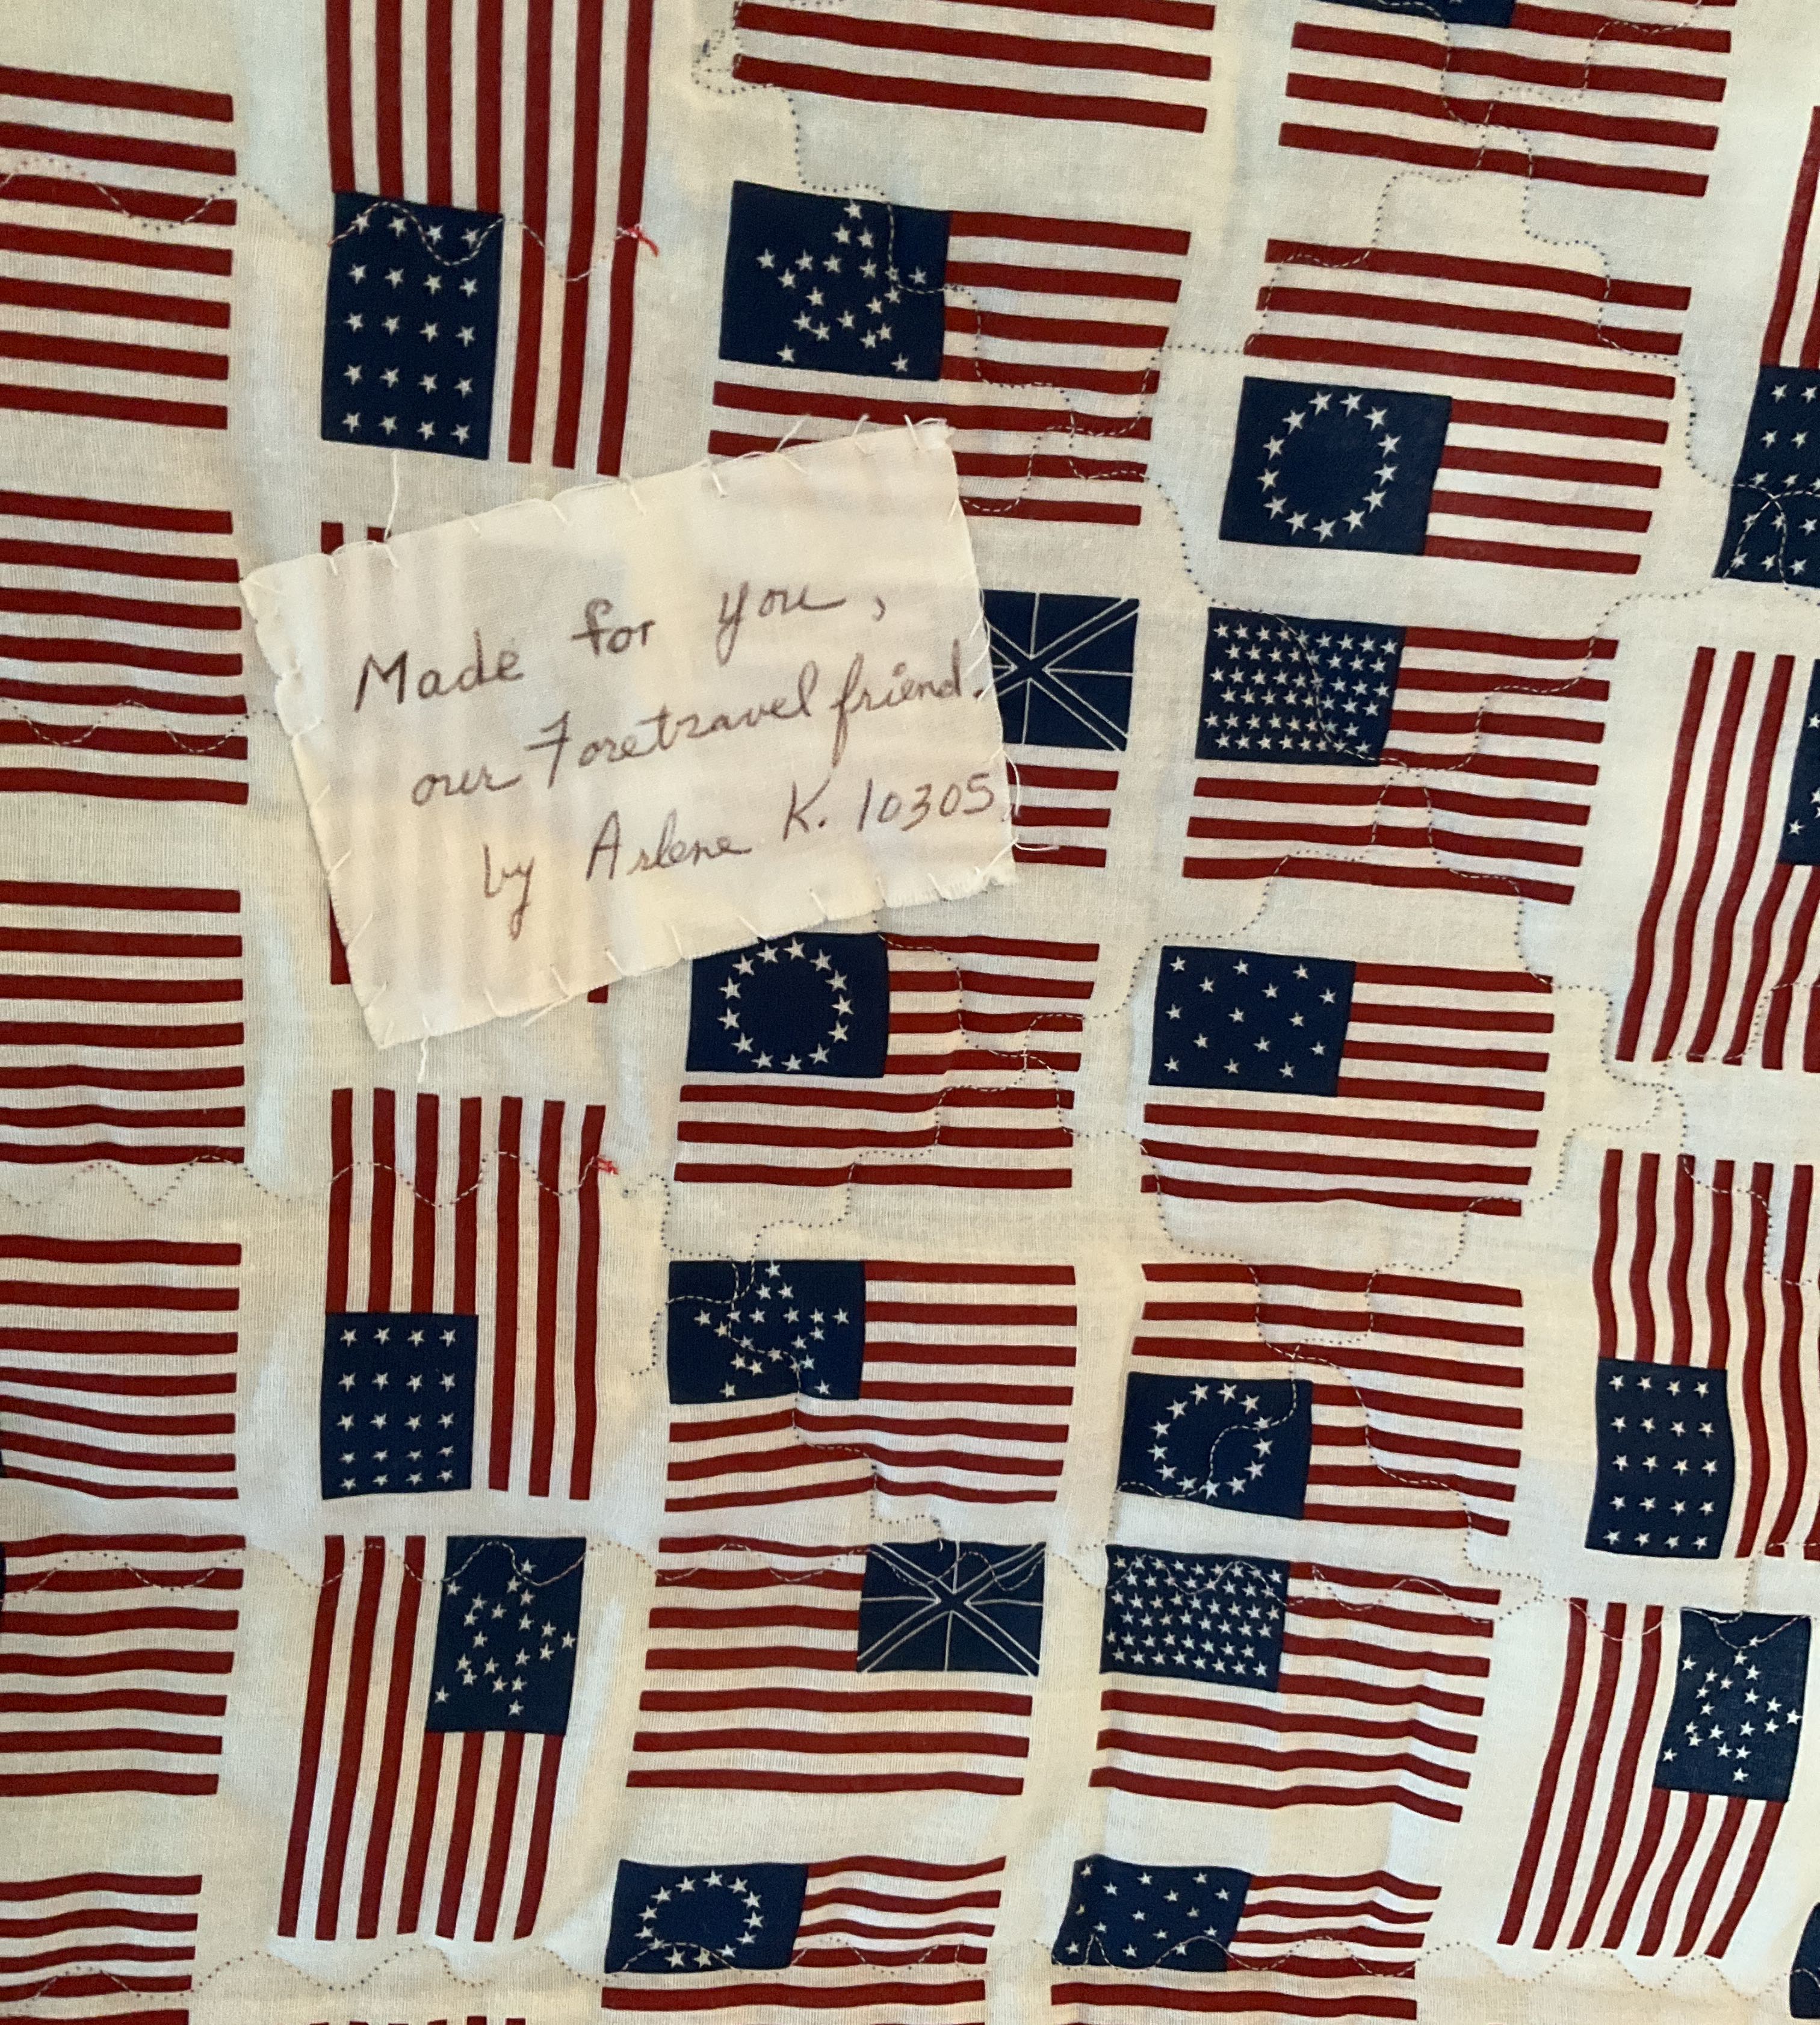 Made for you,
our Foretravel friend.
by Arlene K. 10305